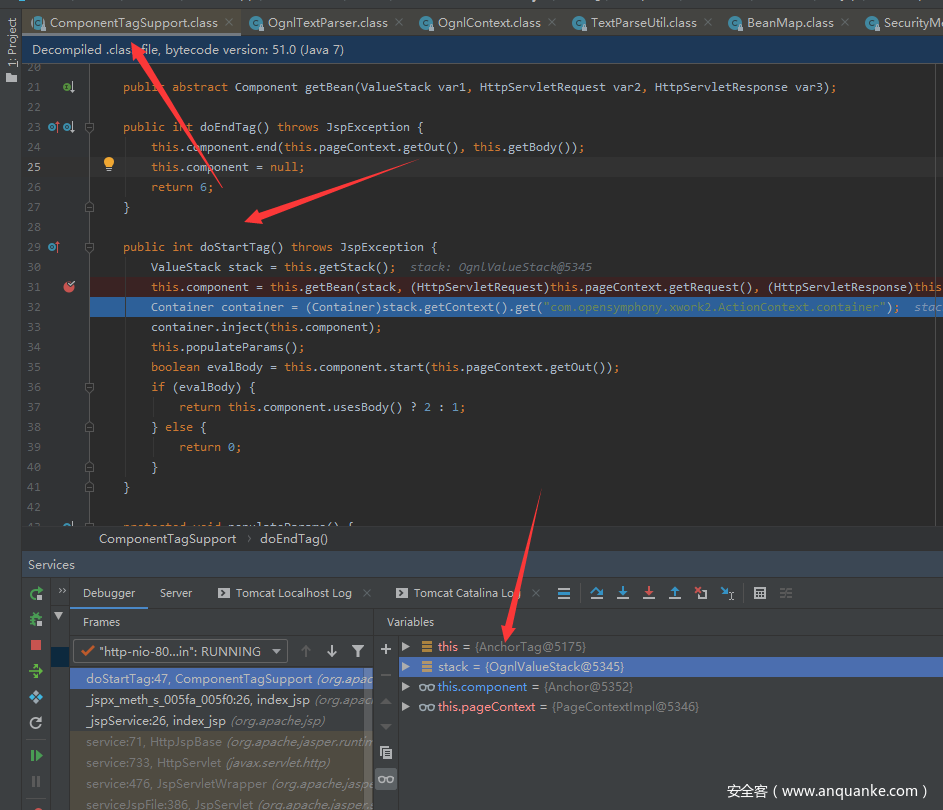 ComponentTagSupport.class × OgnlTextParser.class × OgnlContext.class × TextParseUtil.class × BeanMap.class × SecurityMe
1: Project
Decompiled .class file, bytecode version: 51.0 (Java 7)
20
21 public abstract Component getBean(ValueStack var1, HttpServletRequest var2, HttpServletResponse var3);
22
23 public int doEndTag() throws JspException {
24 this.component.end(this.pageContext.getOut(), this.getBody());
25 this.component = null;
26 return 6;
27 }
28
29 public int doStartTag() throws JspException {
30 ValueStack stack = this.getStack(); stack: OgnlValueStack@5345
31 this.component = this.getBean(stack, (HttpServletRequest)this.pageContext.getRequest(), (HttpServletResponse)this
32 Container container = (Container)stack.getContext().get("com.opensymphony.xwork2.ActionContext.container"); stac
33 container.inject(this.component);
34 this.populateParams();
35 boolean evalBody = this.component.start(this.pageContext.getOut());
36 if (evalBody) {
37 return this.component.usesBody() ? 2 : 1;
38 } else {
39 return 0;
40 }
41 }
42
43 protected void populateParams() {
ComponentTagSupport › doEndTag()
Services
Debugger Server Tomcat Localhost Log × Tomcat Catalina Log ×
Frames
Variables
"http-nio-80...in": RUNNING
doStartTag:47, ComponentTagSupport (org.apac
_jspx_meth_s_005fa_005f0:26, index_jsp (org.apac
_jspService:26, index_jsp (org.apache.jsp)
service:71, HttpJspBase (org.apache.jasper.runtim
service:733, HttpServlet (javax.servlet.http)
service:476, JspServletWrapper (org.apache.jaspe
serviceJspFile:386, JspServlet (org.apache.jasper
this = {AnchorTag@5175}
stack = {OgnlValueStack@5345}
this.component = {Anchor@5352}
this.pageContext = {PageContextImpl@5346}
安全客（www.anquanke.com）